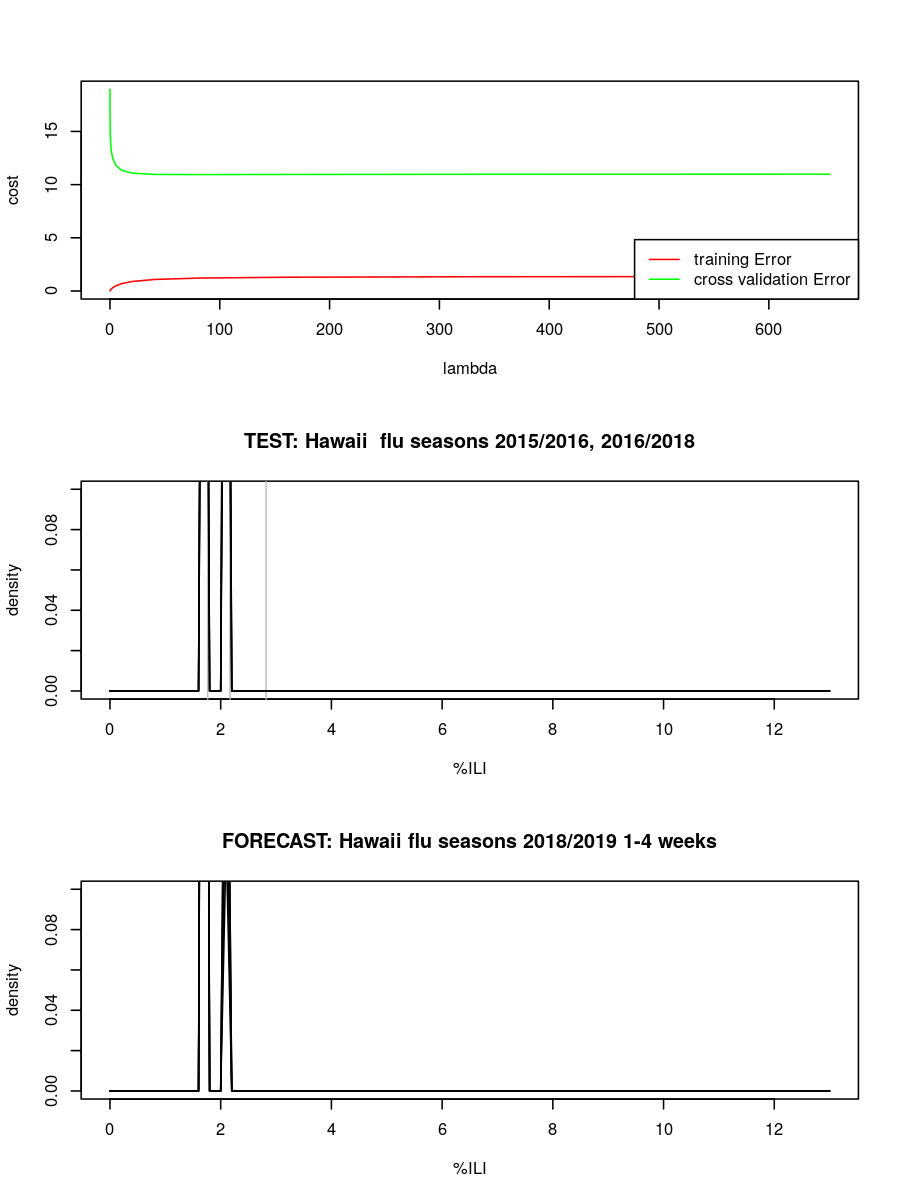 cost
15
10
5
0
training Error
cross validation Error
0 100 200 300 400 500 600
lambda
TEST: Hawaii  flu seasons 2015/2016, 2016/2018
density
0.08
0.04
0.00
0 2 4 6 8 10 12
%ILI
FORECAST: Hawaii flu seasons 2018/2019 1-4 weeks
density
0.08
0.04
0.00
0 2 4 6 8 10 12
%ILI